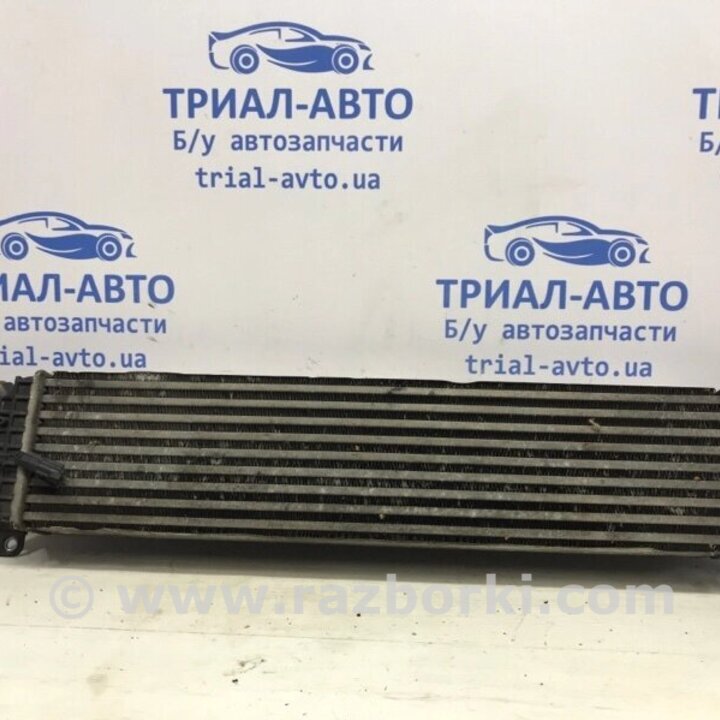 ТРИАЛ-АВТО
Б/у автозапчасти
trial-avto.ua
ИАЛ-АВТО
автозапчасти
ial-avto.ua
ТРИАЛ-АВТО
Б/у автозапчасти
trial-avto.ua
© www.razborki.com